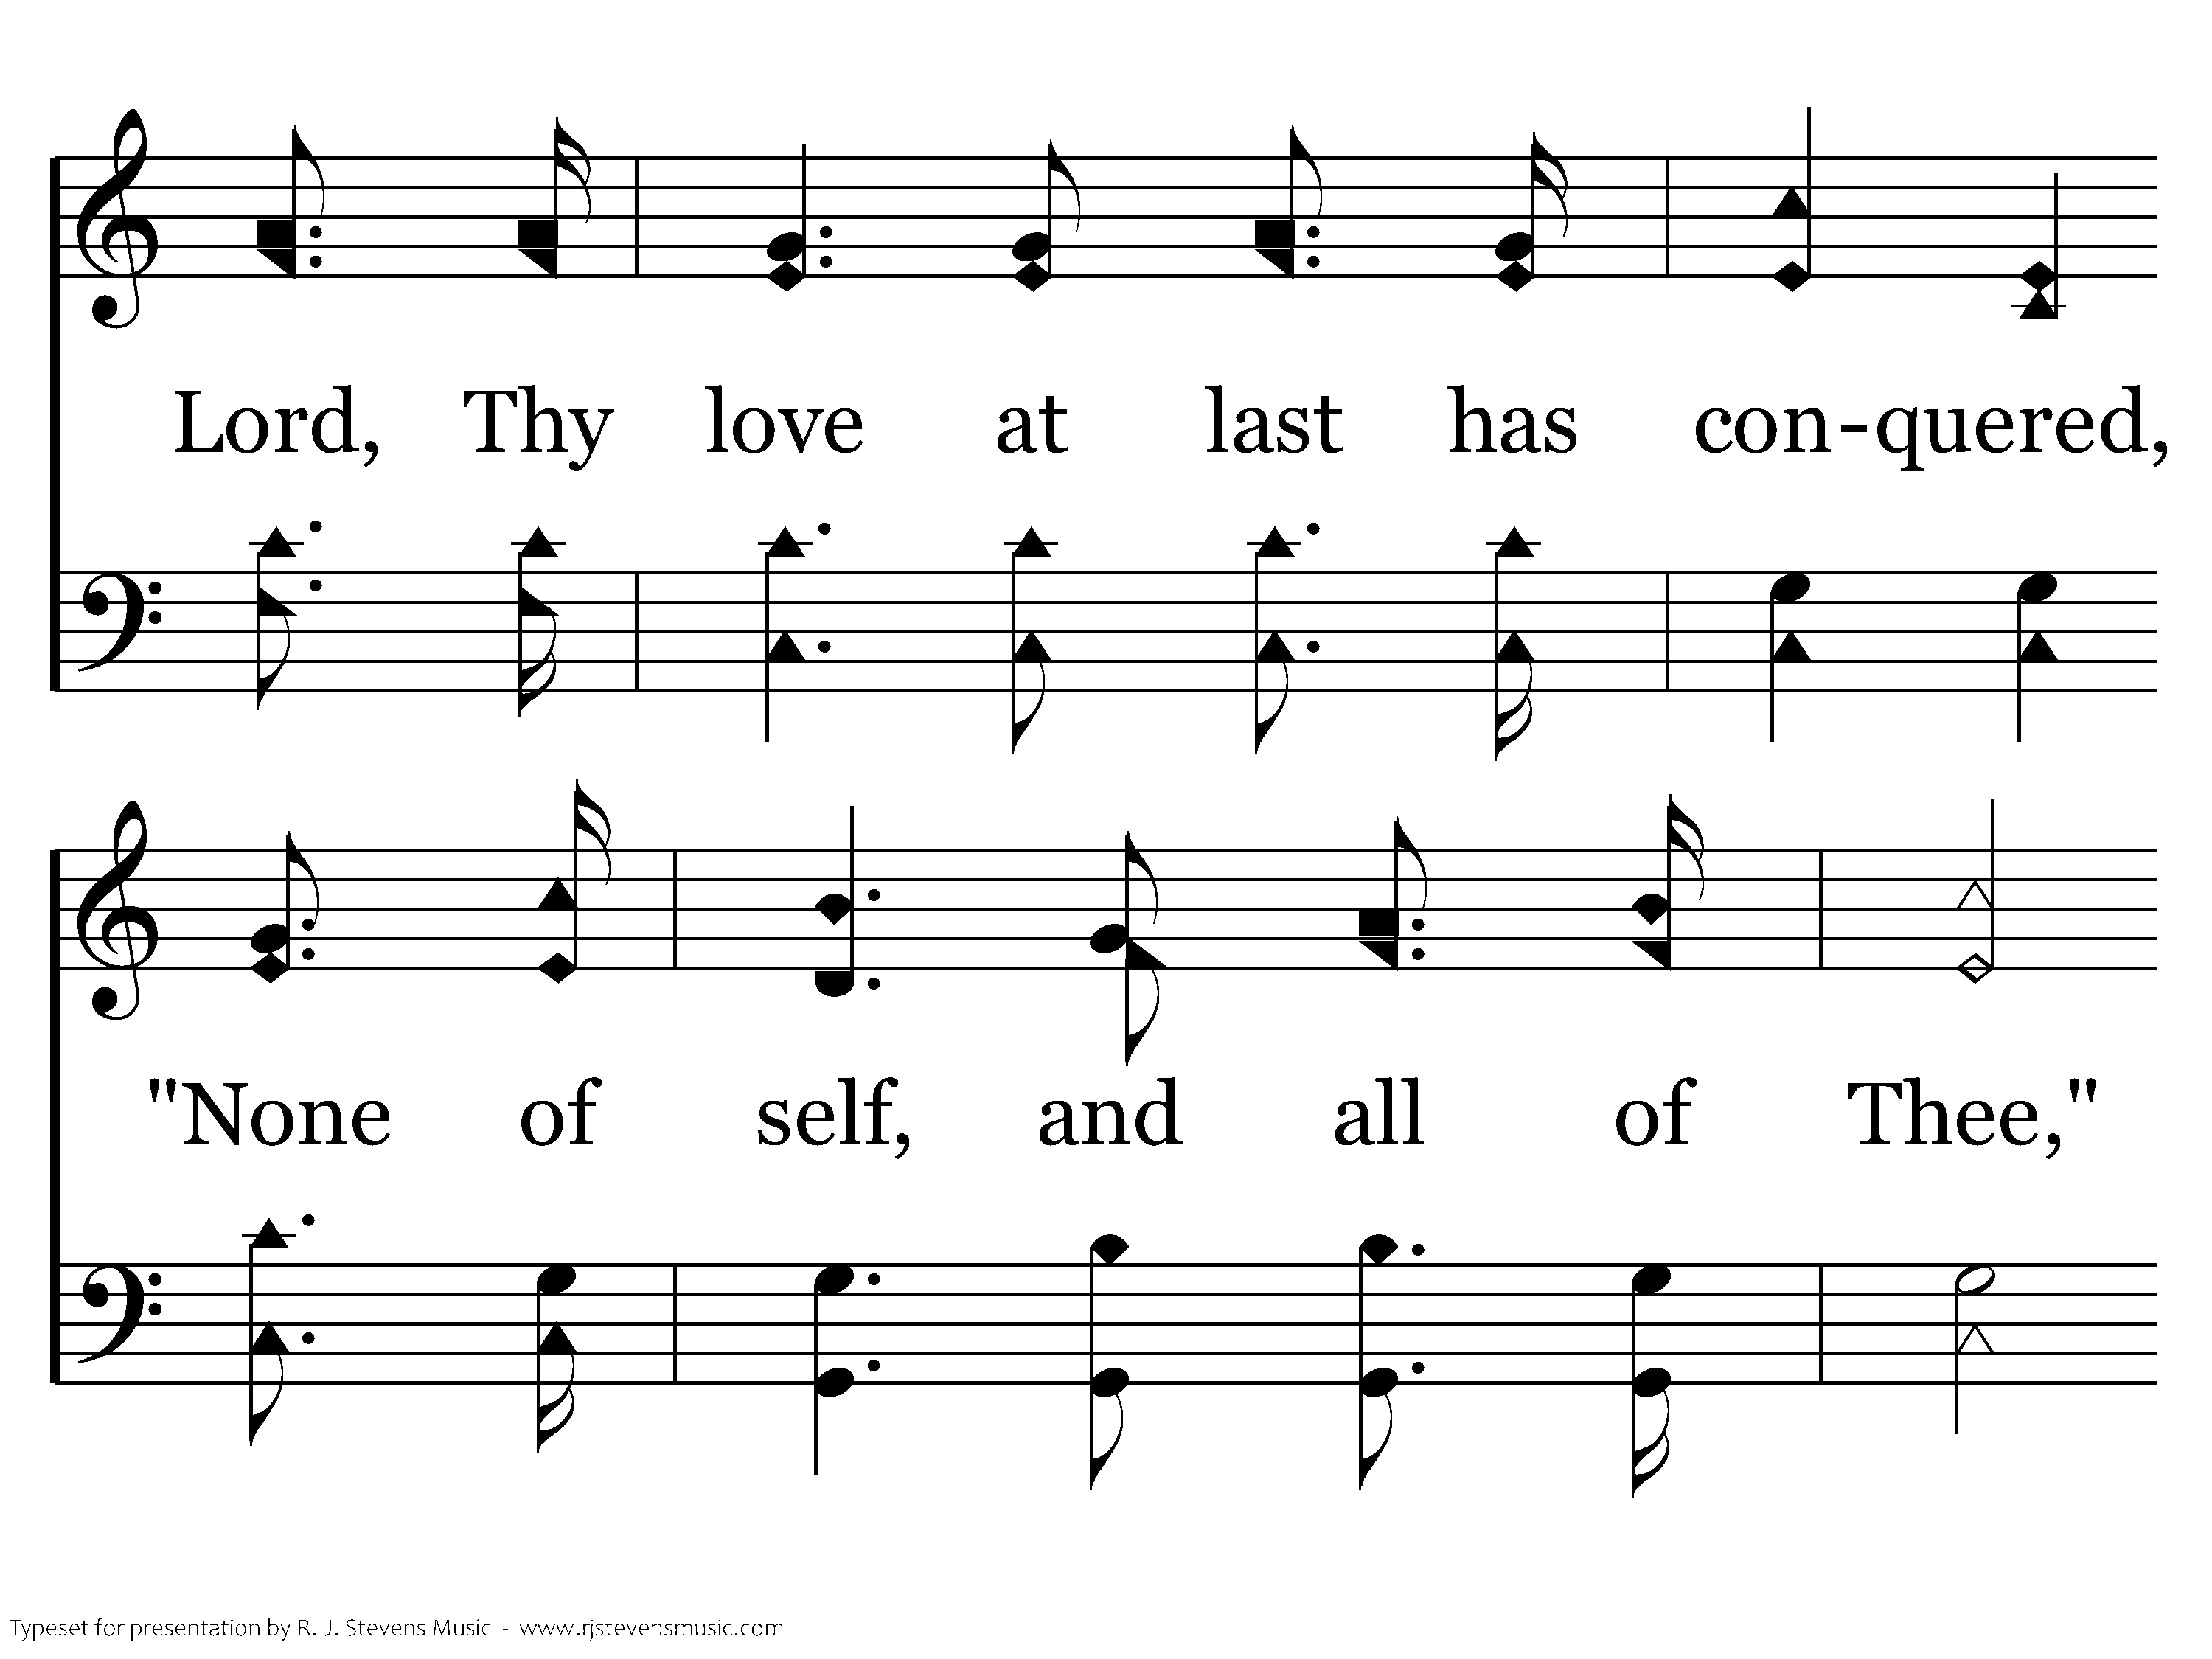 Lord, Thy love at last has con-quered,
"None of self, and all of Thee,"
Typeset for presentation by R. J. Stevens Music - www.rjstevensmusic.com